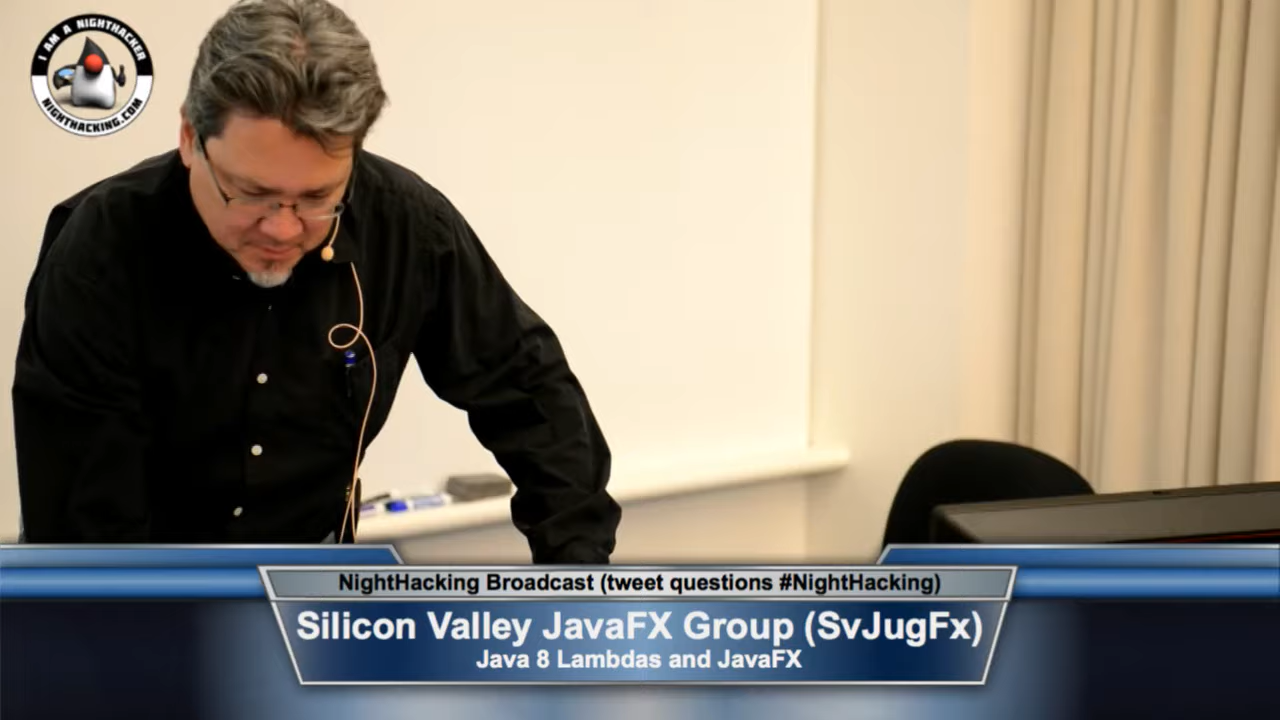 I AM A NIGHTHACKER
NIGHTHACKING.COM
NightHacking Broadcast (tweet questions #NightHacking)
Silicon Valley JavaFX Group (SvJugFx)
Java 8 Lambdas and JavaFX